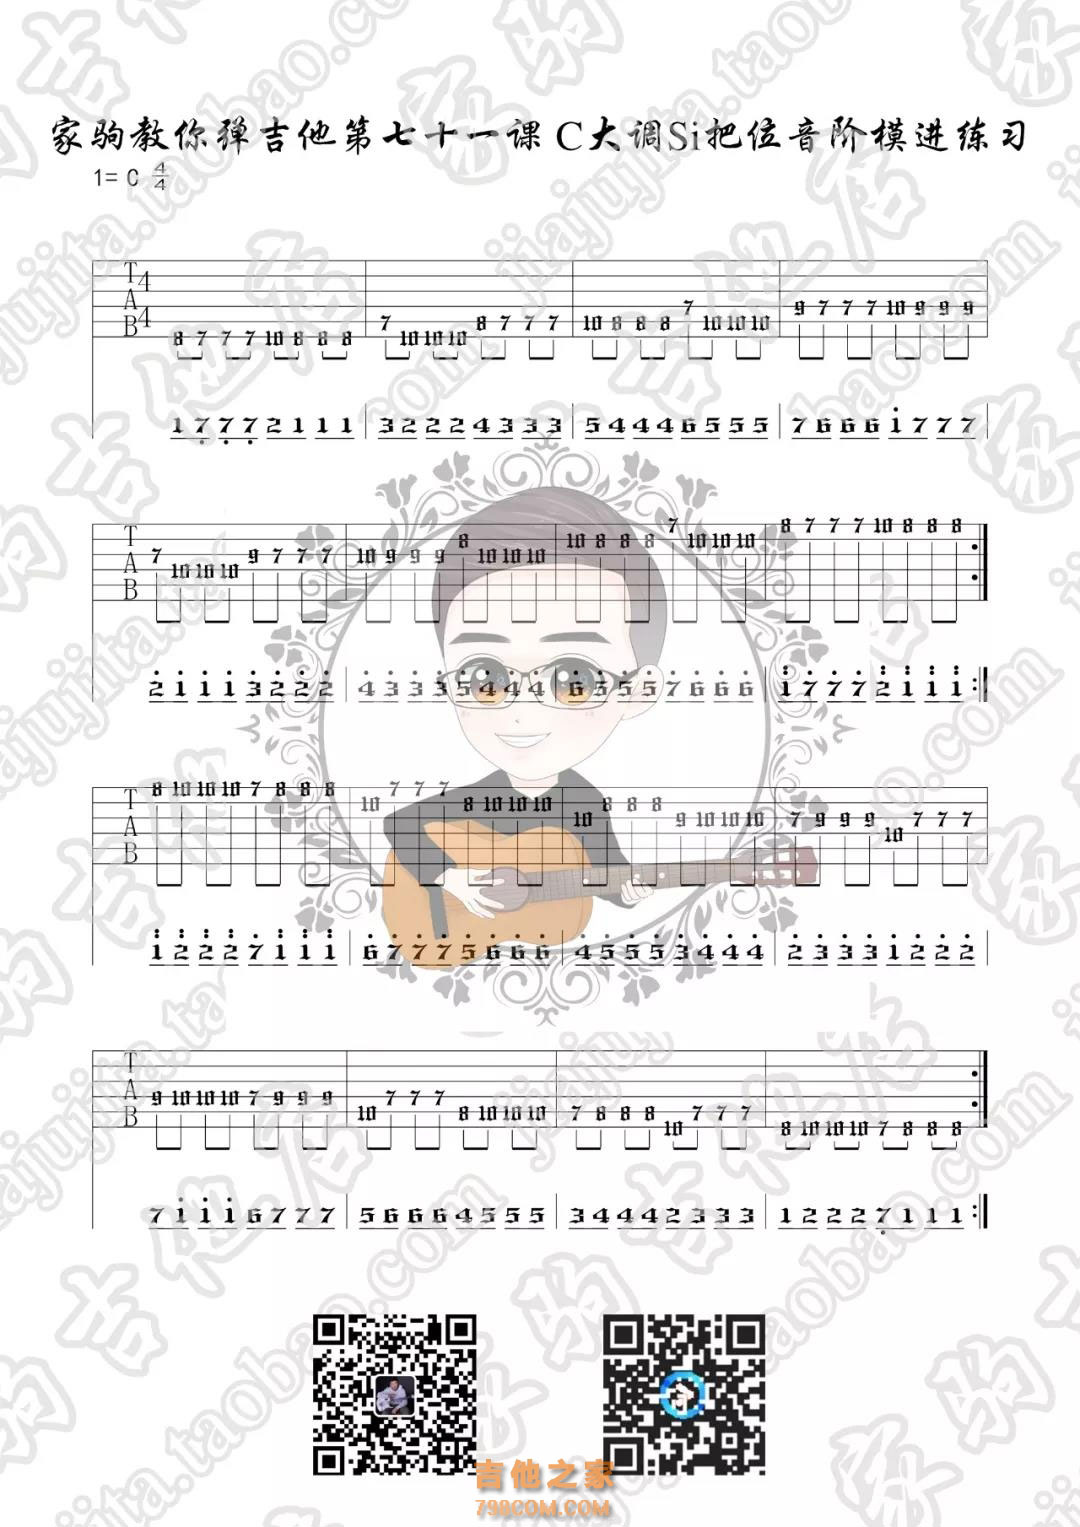 家驹教你弹吉他第七十一课 C大调Si把位音阶模进练习
1= C 4/4
T A B 4/4
8 7 7 7 10 8 8 8 7 10 10 10 8 7 7 7 10 8 8 8 7 10 10 10 9 7 7 7 10 9 9 9
1 7̣ 7̣ 7̣ 2 1 1 1 | 3 2 2 2 4 3 3 3 | 5 4 4 4 6 5 5 5 | 7 6 6 6 1̇ 7 7 7
T A B
7 10 10 10 9 7 7 7 10 9 9 9 8 10 10 10 10 8 8 8 7 10 10 10 8 7 7 7 10 8 8 8
2̇ 1̇ 1̇ 1̇ 3̇ 2̇ 2̇ 2̇ | 4̇ 3̇ 3̇ 3̇ 5̇ 4̇ 4̇ 4̇ | 6̇ 5̇ 5̇ 5̇ 7̇ 6̇ 6̇ 6̇ | 1̈ 7̇ 7̇ 7̇ 2̈ 1̈ 1̈ 1̈ :|
T A B
8 10 10 10 7 8 8 8 10 7 7 7 8 10 10 10 10 8 8 8 9 10 10 10 7 9 9 9 10 7 7 7
1̈ 2̈ 2̈ 2̈ 7̇ 1̈ 1̈ 1̈ | 6̇ 7̇ 7̇ 7̇ 5̇ 6̇ 6̇ 6̇ | 4̇ 5̇ 5̇ 5̇ 3̇ 4̇ 4̇ 4̇ | 2̇ 3̇ 3̇ 3̇ 1̇ 2̇ 2̇ 2̇
T A B
9 10 10 10 7 9 9 9 10 7 7 7 8 10 10 10 7 8 8 8 10 7 7 7 8 10 10 10 7 8 8 8
7 1̇ 1̇ 1̇ 6 7 7 7 | 5 6 6 6 4 5 5 5 | 3 4 4 4 2 3 3 3 | 1 2 2 2 7̣ 1 1 1 :|
吉他之家
798COM.COM